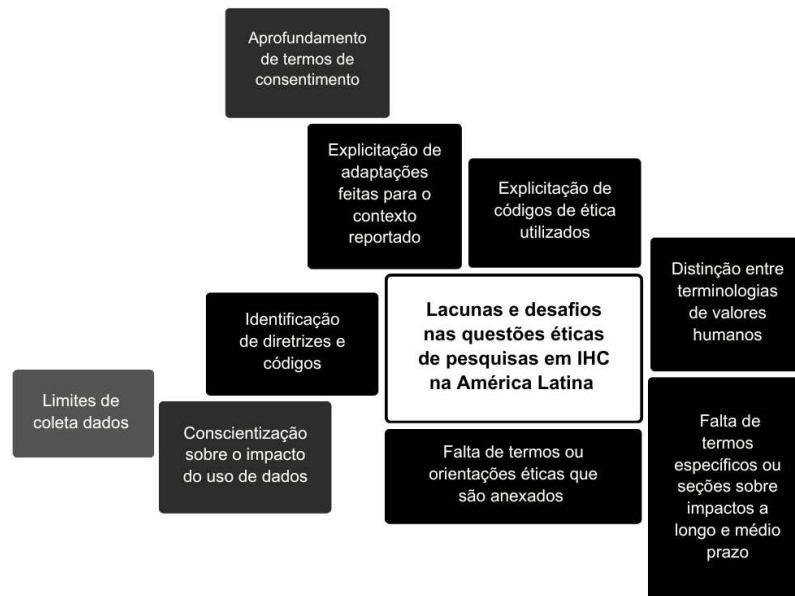 Aprofundamento
de termos de
consentimento
Explicitação de
adaptações
feitas para o
contexto
reportado
Explicitação de
códigos de ética
utilizados
Distinção entre
terminologias
de valores
humanos
Identificação
de diretrizes e
códigos
Lacunas e desafios
nas questões éticas
de pesquisas em IHC
na América Latina
Limites de
coleta dados
Conscientização
sobre o impacto
do uso de dados
Falta de termos ou
orientações éticas que
são anexados
Falta de
termos
específicos ou
seções sobre
impactos a
longo e médio
prazo